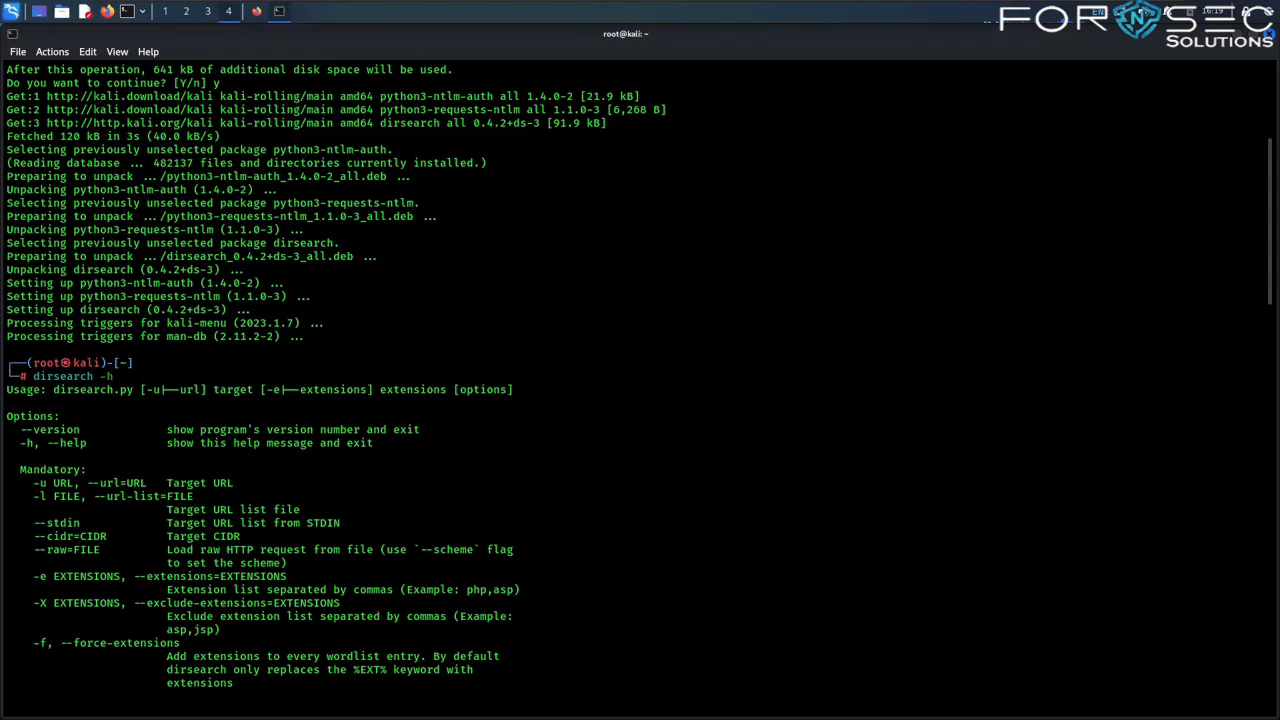 1 2 3 4
16:19
EN
FORSEC
N
SOLUTIONS
root@kali: ~
File Actions Edit View Help
After this operation, 641 kB of additional disk space will be used.
Do you want to continue? [Y/n] y
Get:1 http://kali.download/kali kali-rolling/main amd64 python3-ntlm-auth all 1.4.0-2 [21.9 kB]
Get:2 http://kali.download/kali kali-rolling/main amd64 python3-requests-ntlm all 1.1.0-3 [6,268 B]
Get:3 http://http.kali.org/kali kali-rolling/main amd64 dirsearch all 0.4.2+ds-3 [91.9 kB]
Fetched 120 kB in 3s (40.0 kB/s)
Selecting previously unselected package python3-ntlm-auth.
(Reading database ... 482137 files and directories currently installed.)
Preparing to unpack .../python3-ntlm-auth_1.4.0-2_all.deb ...
Unpacking python3-ntlm-auth (1.4.0-2) ...
Selecting previously unselected package python3-requests-ntlm.
Preparing to unpack .../python3-requests-ntlm_1.1.0-3_all.deb ...
Unpacking python3-requests-ntlm (1.1.0-3) ...
Selecting previously unselected package dirsearch.
Preparing to unpack .../dirsearch_0.4.2+ds-3_all.deb ...
Unpacking dirsearch (0.4.2+ds-3) ...
Setting up python3-ntlm-auth (1.4.0-2) ...
Setting up python3-requests-ntlm (1.1.0-3) ...
Setting up dirsearch (0.4.2+ds-3) ...
Processing triggers for kali-menu (2023.1.7) ...
Processing triggers for man-db (2.11.2-2) ...
┌──(root㉿kali)-[~]
└─# dirsearch -h
Usage: dirsearch.py [-u|--url] target [-e|--extensions] extensions [options]
Options:
--version show program's version number and exit
-h, --help show this help message and exit
Mandatory:
-u URL, --url=URL Target URL
-l FILE, --url-list=FILE
Target URL list file
--stdin Target URL list from STDIN
--cidr=CIDR Target CIDR
--raw=FILE Load raw HTTP request from file (use `--scheme` flag
to set the scheme)
-e EXTENSIONS, --extensions=EXTENSIONS
Extension list separated by commas (Example: php,asp)
-X EXTENSIONS, --exclude-extensions=EXTENSIONS
Exclude extension list separated by commas (Example:
asp,jsp)
-f, --force-extensions
Add extensions to every wordlist entry. By default
dirsearch only replaces the %EXT% keyword with
extensions